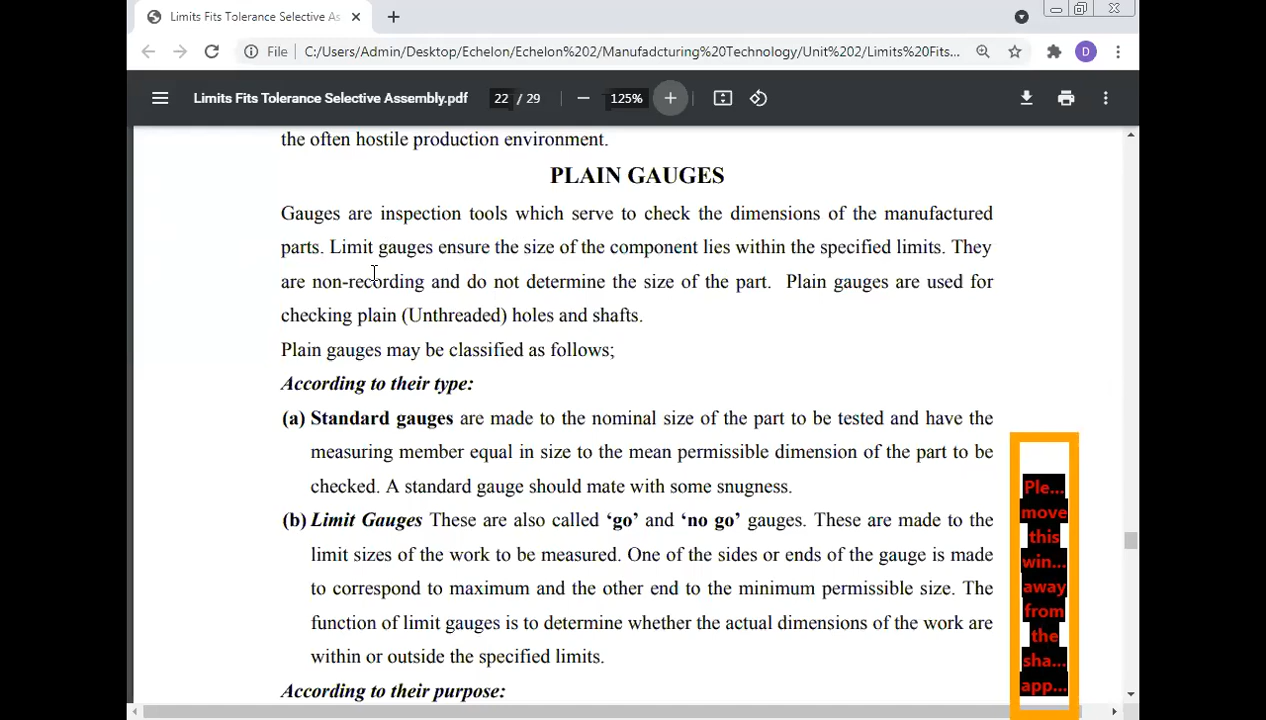 Limits Fits Tolerance Selective As
File
C:/Users/Admin/Desktop/Echelon/Echelon%202/Manufadcturing%20Technology/Unit%202/Limits%20Fits...
D
Limits Fits Tolerance Selective Assembly.pdf
22 / 29
125%
the often hostile production environment.
PLAIN GAUGES
Gauges are inspection tools which serve to check the dimensions of the manufactured
parts. Limit gauges ensure the size of the component lies within the specified limits. They
are non-recording and do not determine the size of the part. Plain gauges are used for
checking plain (Unthreaded) holes and shafts.
Plain gauges may be classified as follows;
According to their type:
(a) Standard gauges are made to the nominal size of the part to be tested and have the
measuring member equal in size to the mean permissible dimension of the part to be
checked. A standard gauge should mate with some snugness.
(b) Limit Gauges These are also called ‘go’ and ‘no go’ gauges. These are made to the
limit sizes of the work to be measured. One of the sides or ends of the gauge is made
to correspond to maximum and the other end to the minimum permissible size. The
function of limit gauges is to determine whether the actual dimensions of the work are
within or outside the specified limits.
According to their purpose:
Ple...
move
this
win...
away
from
the
sha...
app...